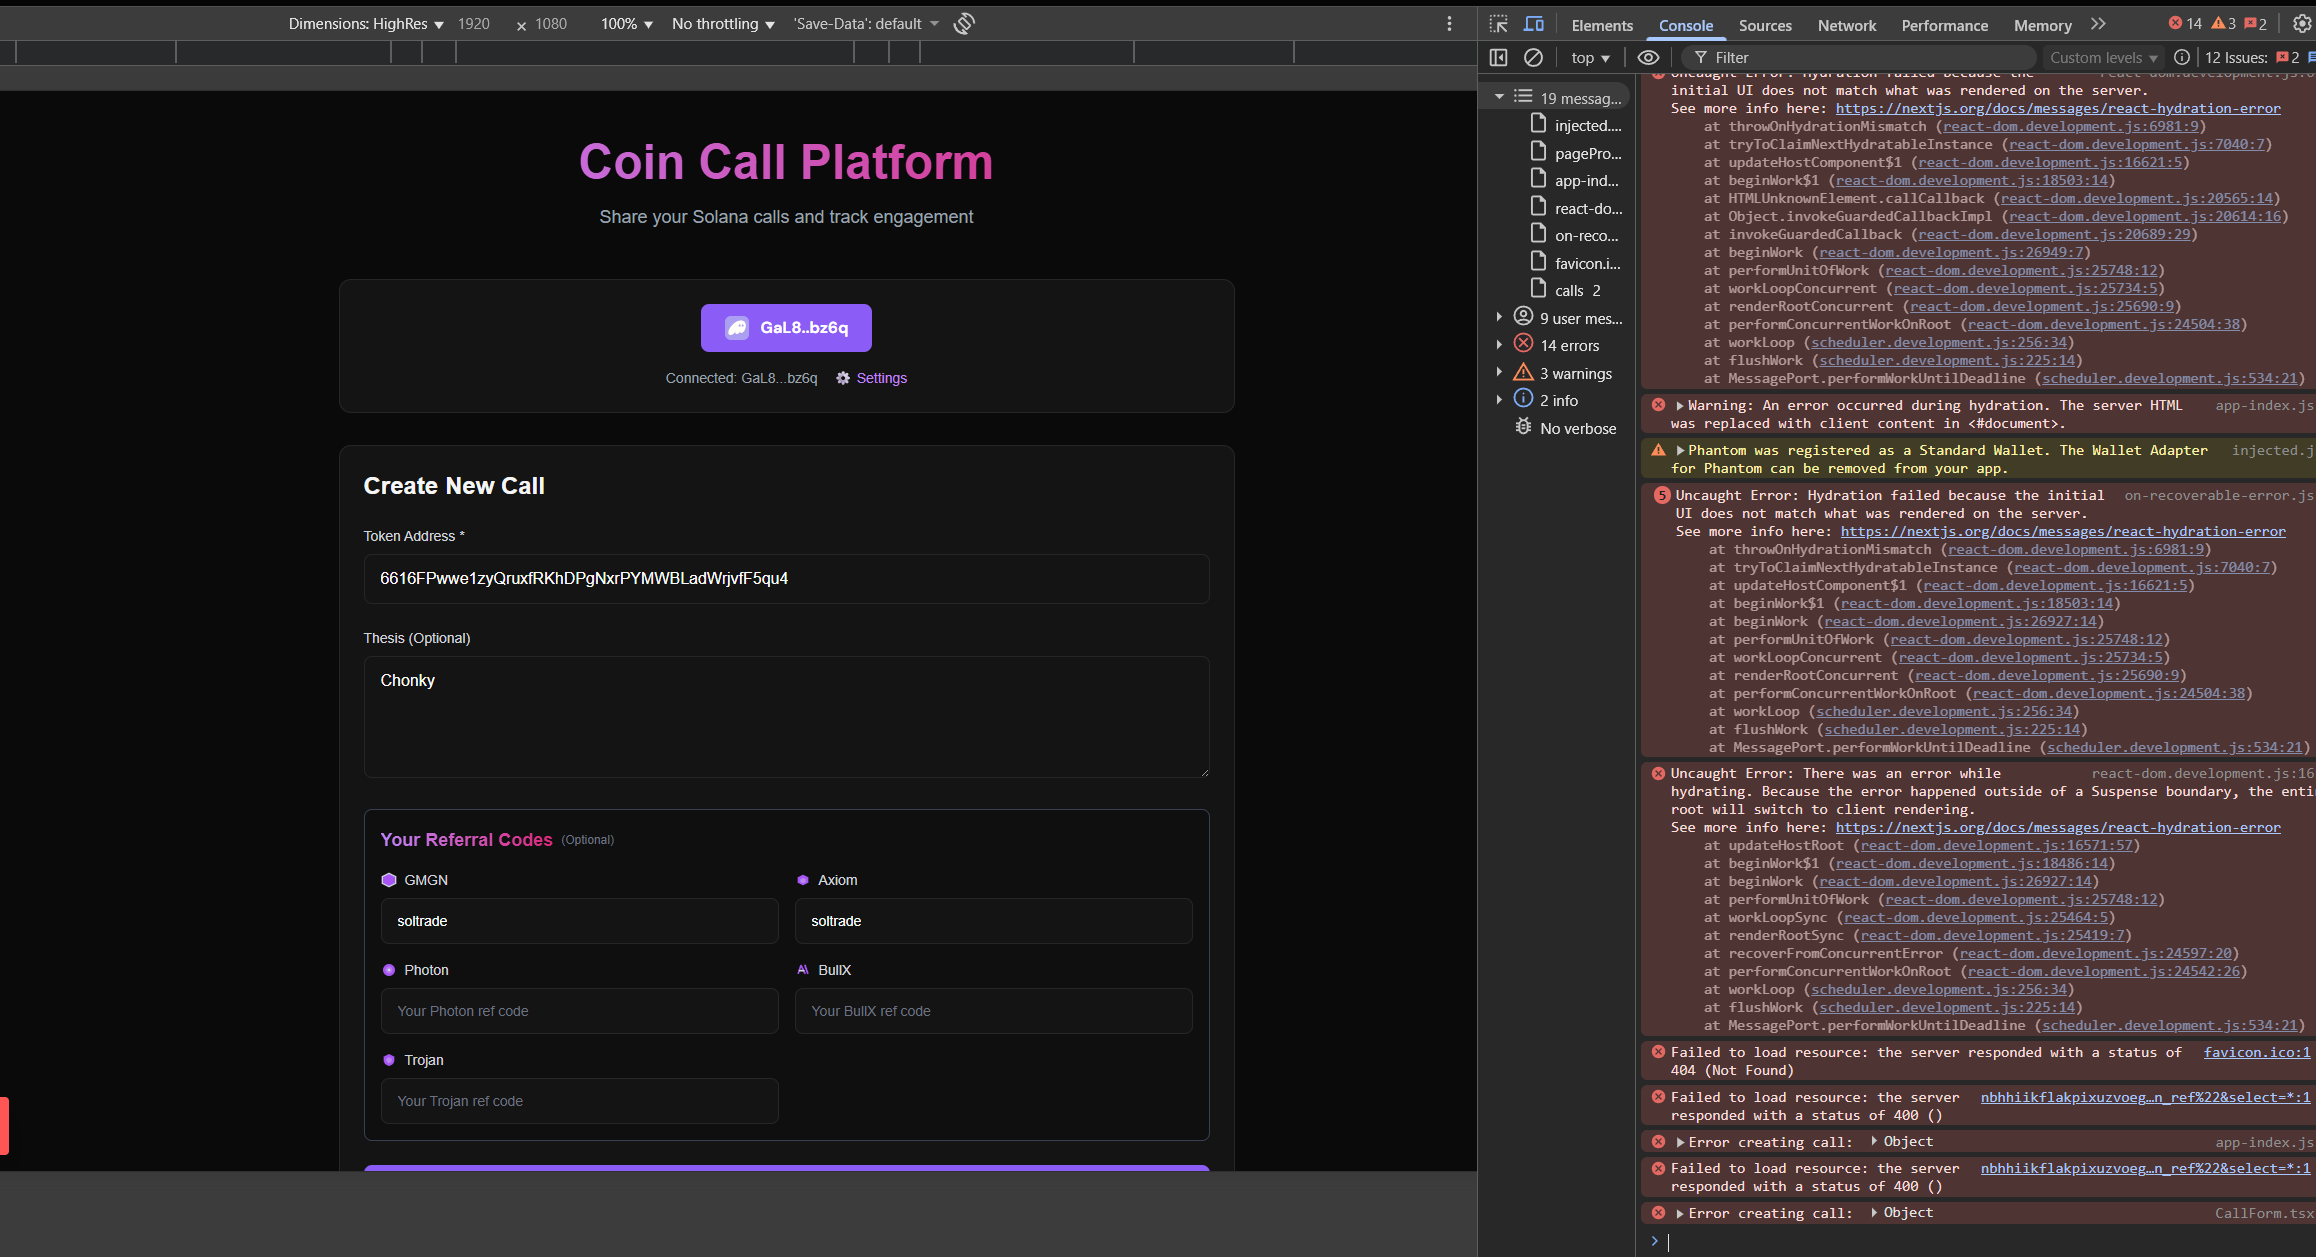 Dimensions: HighRes 1920 × 1080 100% No throttling 'Save-Data': default
Coin Call Platform
Share your Solana calls and track engagement
GaL8..bz6q
Connected: GaL8...bz6q Settings
Create New Call
Token Address *
6616FPwwe1zyQruxfRKhDPgNxrPYMWBLadWrjvfF5qu4
Thesis (Optional)
Chonky
Your Referral Codes (Optional)
GMGN Axiom
soltrade soltrade
Photon BullX
Your Photon ref code Your BullX ref code
Trojan
Your Trojan ref code
Elements Console Sources Network Performance Memory 14 3 2
top Filter Custom levels 12 Issues: 2
19 messag...
injected....
pagePro...
app-ind...
react-do...
on-reco...
favicon.i...
calls 2
9 user mes...
14 errors
3 warnings
2 info
No verbose
Uncaught Error: Hydration failed because the react-dom.development.js:6
initial UI does not match what was rendered on the server.
See more info here: https://nextjs.org/docs/messages/react-hydration-error
at throwOnHydrationMismatch (react-dom.development.js:6981:9)
at tryToClaimNextHydratableInstance (react-dom.development.js:7040:7)
at updateHostComponent$1 (react-dom.development.js:16621:5)
at beginWork$1 (react-dom.development.js:18503:14)
at HTMLUnknownElement.callCallback (react-dom.development.js:20565:14)
at Object.invokeGuardedCallbackImpl (react-dom.development.js:20614:16)
at invokeGuardedCallback (react-dom.development.js:20689:29)
at beginWork (react-dom.development.js:26949:7)
at performUnitOfWork (react-dom.development.js:25748:12)
at workLoopConcurrent (react-dom.development.js:25734:5)
at renderRootConcurrent (react-dom.development.js:25690:9)
at performConcurrentWorkOnRoot (react-dom.development.js:24504:38)
at workLoop (scheduler.development.js:256:34)
at flushWork (scheduler.development.js:225:14)
at MessagePort.performWorkUntilDeadline (scheduler.development.js:534:21)
Warning: An error occurred during hydration. The server HTML app-index.js
was replaced with client content in <#document>.
Phantom was registered as a Standard Wallet. The Wallet Adapter injected.j
for Phantom can be removed from your app.
5 Uncaught Error: Hydration failed because the initial on-recoverable-error.js
UI does not match what was rendered on the server.
See more info here: https://nextjs.org/docs/messages/react-hydration-error
at throwOnHydrationMismatch (react-dom.development.js:6981:9)
at tryToClaimNextHydratableInstance (react-dom.development.js:7040:7)
at updateHostComponent$1 (react-dom.development.js:16621:5)
at beginWork$1 (react-dom.development.js:18503:14)
at beginWork (react-dom.development.js:26927:14)
at performUnitOfWork (react-dom.development.js:25748:12)
at workLoopConcurrent (react-dom.development.js:25734:5)
at renderRootConcurrent (react-dom.development.js:25690:9)
at performConcurrentWorkOnRoot (react-dom.development.js:24504:38)
at workLoop (scheduler.development.js:256:34)
at flushWork (scheduler.development.js:225:14)
at MessagePort.performWorkUntilDeadline (scheduler.development.js:534:21)
Uncaught Error: There was an error while react-dom.development.js:16
hydrating. Because the error happened outside of a Suspense boundary, the enti
root will switch to client rendering.
See more info here: https://nextjs.org/docs/messages/react-hydration-error
at updateHostRoot (react-dom.development.js:16571:57)
at beginWork$1 (react-dom.development.js:18486:14)
at beginWork (react-dom.development.js:26927:14)
at performUnitOfWork (react-dom.development.js:25748:12)
at workLoopSync (react-dom.development.js:25464:5)
at renderRootSync (react-dom.development.js:25419:7)
at recoverFromConcurrentError (react-dom.development.js:24597:20)
at performConcurrentWorkOnRoot (react-dom.development.js:24542:26)
at workLoop (scheduler.development.js:256:34)
at flushWork (scheduler.development.js:225:14)
at MessagePort.performWorkUntilDeadline (scheduler.development.js:534:21)
Failed to load resource: the server responded with a status of favicon.ico:1
404 (Not Found)
Failed to load resource: the server nbhhiikflakpixuzvoeg…n_ref%22&select=*:1
responded with a status of 400 ()
Error creating call: Object app-index.js
Failed to load resource: the server nbhhiikflakpixuzvoeg…n_ref%22&select=*:1
responded with a status of 400 ()
Error creating call: Object CallForm.tsx